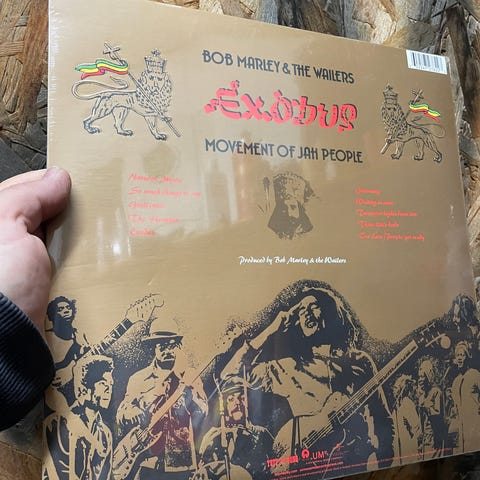 BOB MARLEY & THE WAILERS
Exodus
MOVEMENT OF JAH PEOPLE
Natural Mystic
So much things to say
Guiltiness
The Heathen
Exodus
Jamming
Waiting in vain
Turn your lights down low
Three little birds
One Love/People get ready
Produced by Bob Marley & the Wailers